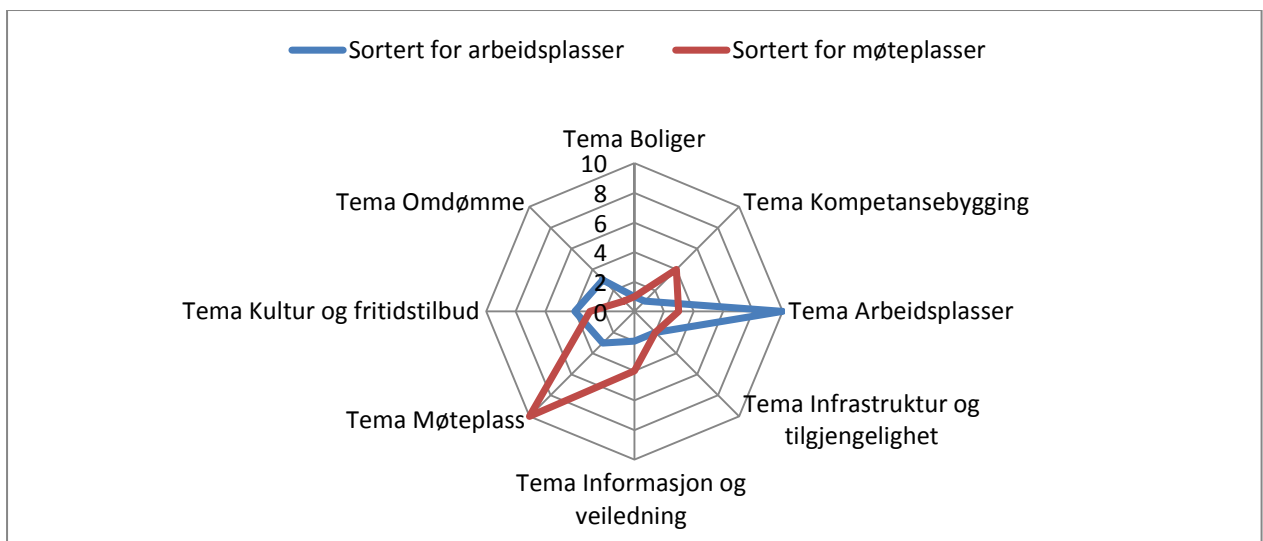 Sortert for arbeidsplasser
Sortert for møteplasser
Tema Boliger
10
8
6
4
2
0
Tema Kompetansebygging
Tema Arbeidsplasser
Tema Infrastruktur og
tilgjengelighet
Tema Informasjon og
veiledning
Tema Møteplass
Tema Kultur og fritidstilbud
Tema Omdømme